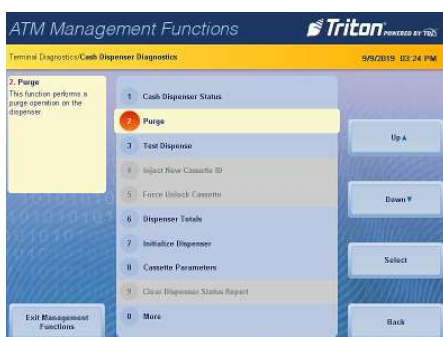 ATM Management Functions
Triton POWERED BY
Terminal Diagnostics/Cash Dispenser Diagnostics
9/9/2019 03:24 PM
2. Purge
This function performs a
purge operation on the
dispenser.
1 Cash Dispenser Status
2 Purge
3 Test Dispense
4 Inject New Cassette ID
5 Force Unlock Cassette
6 Dispenser Totals
7 Initialize Dispenser
8 Cassette Parameters
9 Clear Dispenser Status Report
0 More
Up ▲
Down ▼
Select
Back
Exit Management
Functions